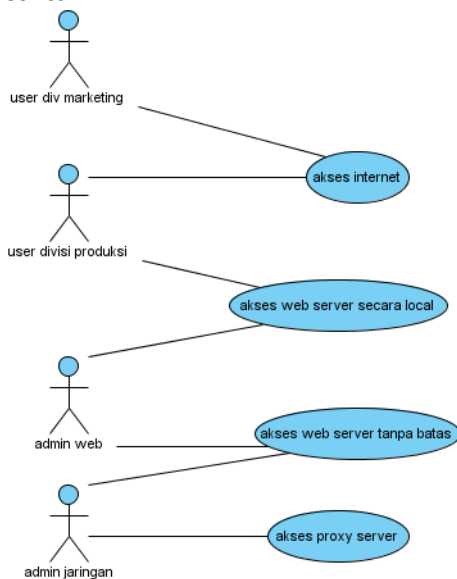 user div marketing
akses internet
user divisi produksi
akses web server secara local
admin web
akses web server tanpa batas
akses proxy server
admin jaringan